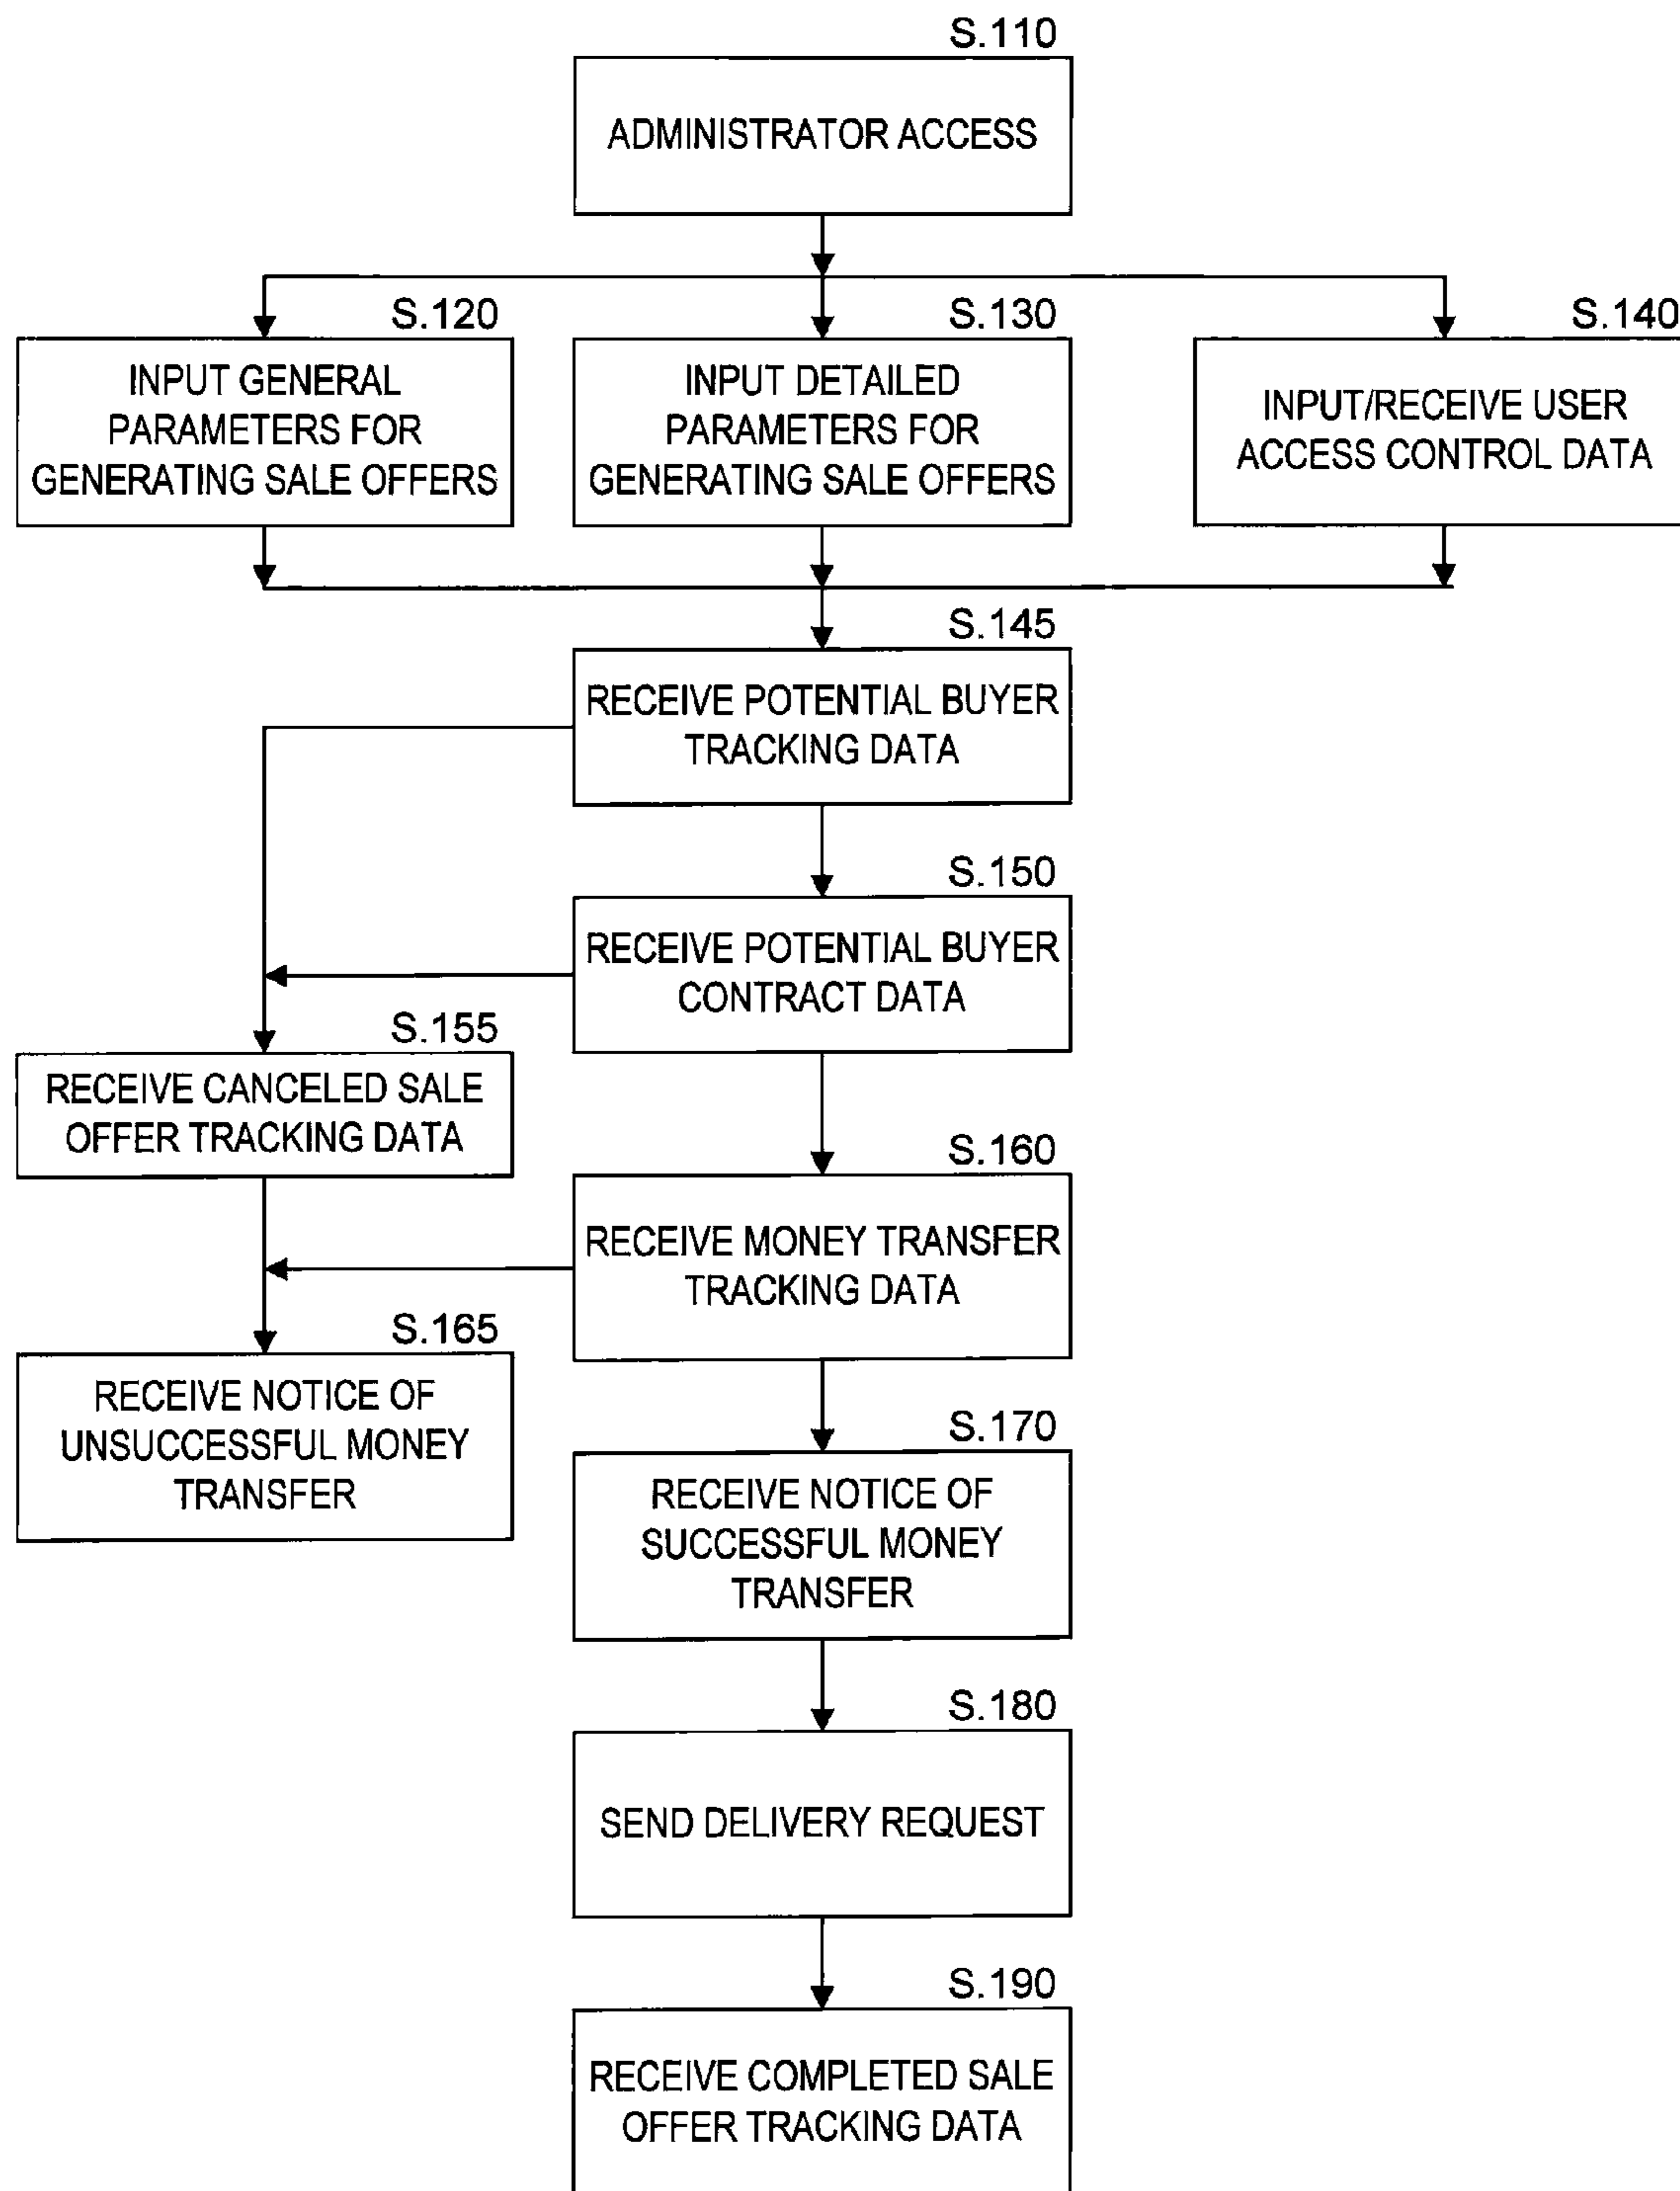 S.110
ADMINISTRATOR ACCESS
S.120
INPUT GENERAL
PARAMETERS FOR
GENERATING SALE OFFERS
S.130
INPUT DETAILED
PARAMETERS FOR
GENERATING SALE OFFERS
S.140
INPUT/RECEIVE USER
ACCESS CONTROL DATA
S.145
RECEIVE POTENTIAL BUYER
TRACKING DATA
S.150
RECEIVE POTENTIAL BUYER
CONTRACT DATA
S.155
RECEIVE CANCELED SALE
OFFER TRACKING DATA
S.160
RECEIVE MONEY TRANSFER
TRACKING DATA
S.165
RECEIVE NOTICE OF
UNSUCCESSFUL MONEY
TRANSFER
S.170
RECEIVE NOTICE OF
SUCCESSFUL MONEY
TRANSFER
S.180
SEND DELIVERY REQUEST
S.190
RECEIVE COMPLETED SALE
OFFER TRACKING DATA